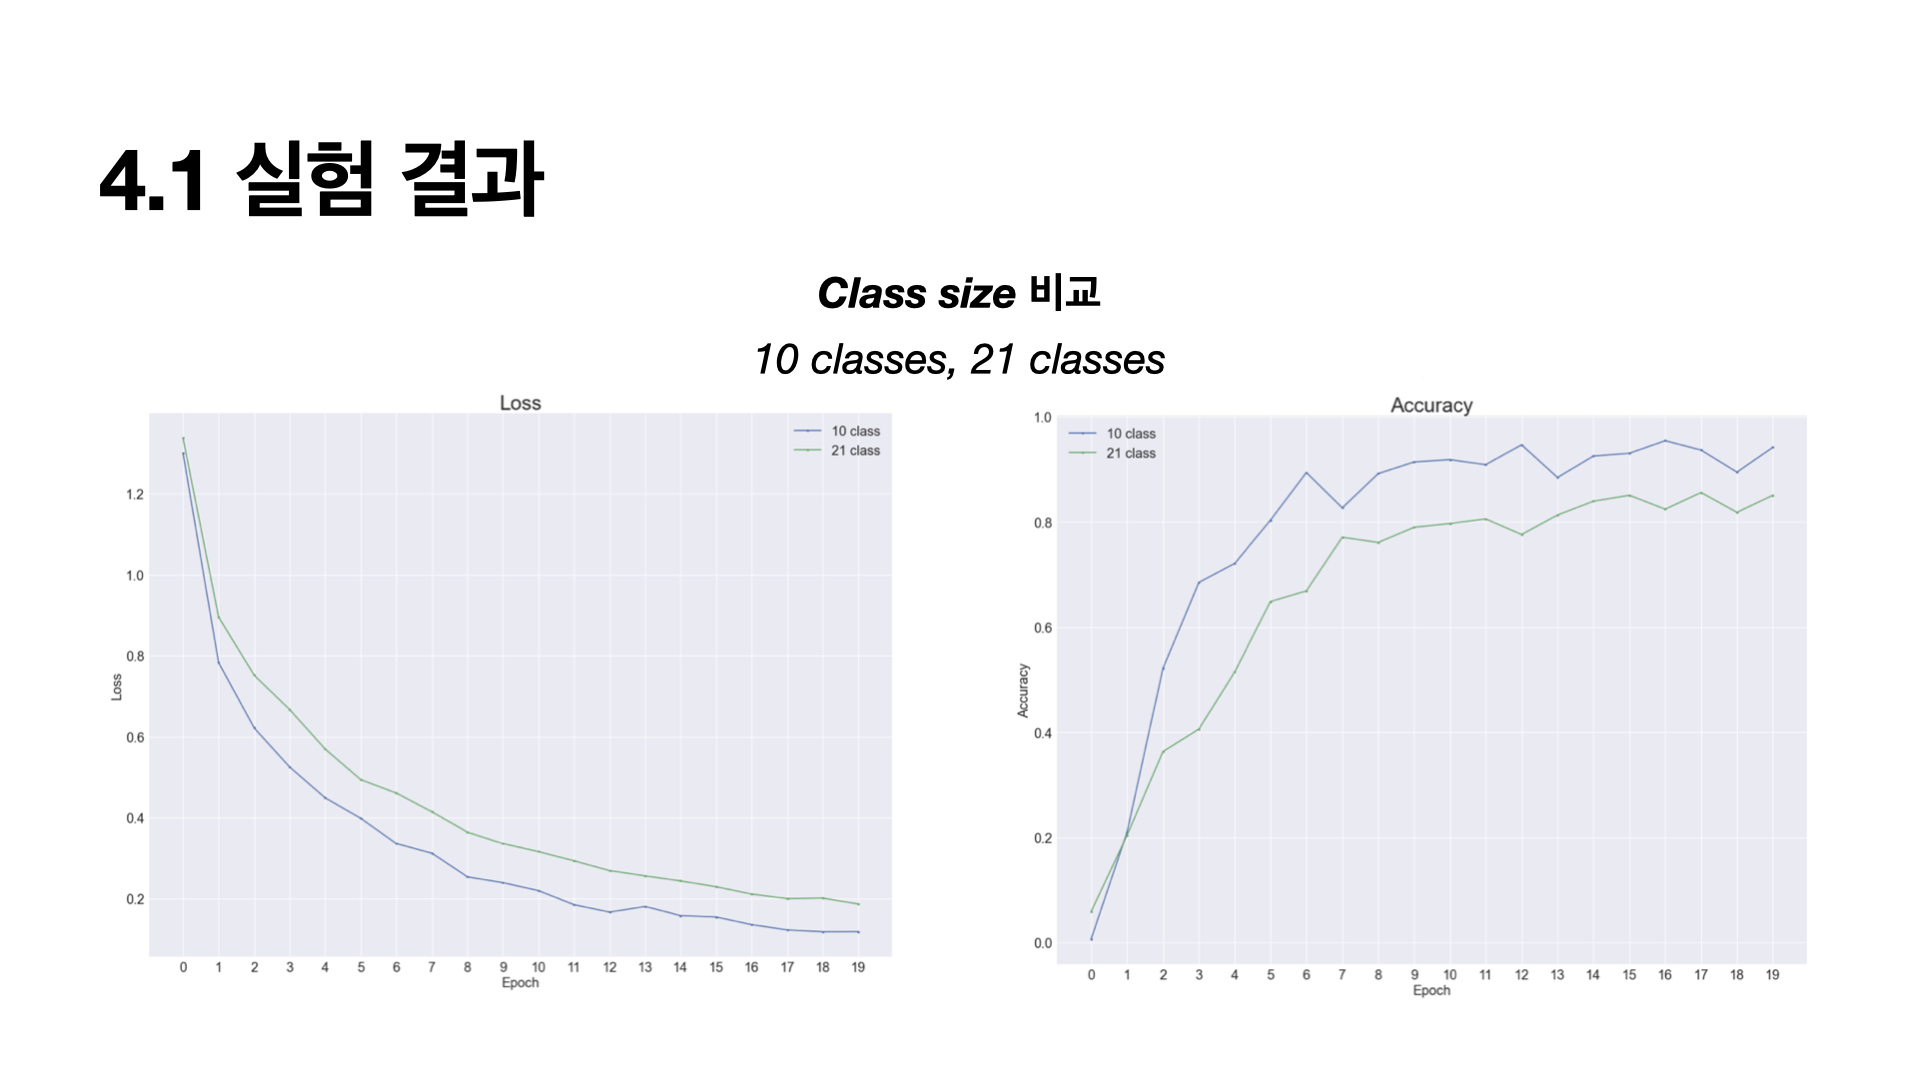 4.1 실험 결과
Class size 비교
10 classes, 21 classes
Loss
10 class
21 class
1.2
1.0
0.8
0.6
0.4
0.2
Loss
0 1 2 3 4 5 6 7 8 9 10 11 12 13 14 15 16 17 18 19
Epoch
Accuracy
10 class
21 class
1.0
0.8
0.6
0.4
0.2
0.0
Accuracy
0 1 2 3 4 5 6 7 8 9 10 11 12 13 14 15 16 17 18 19
Epoch